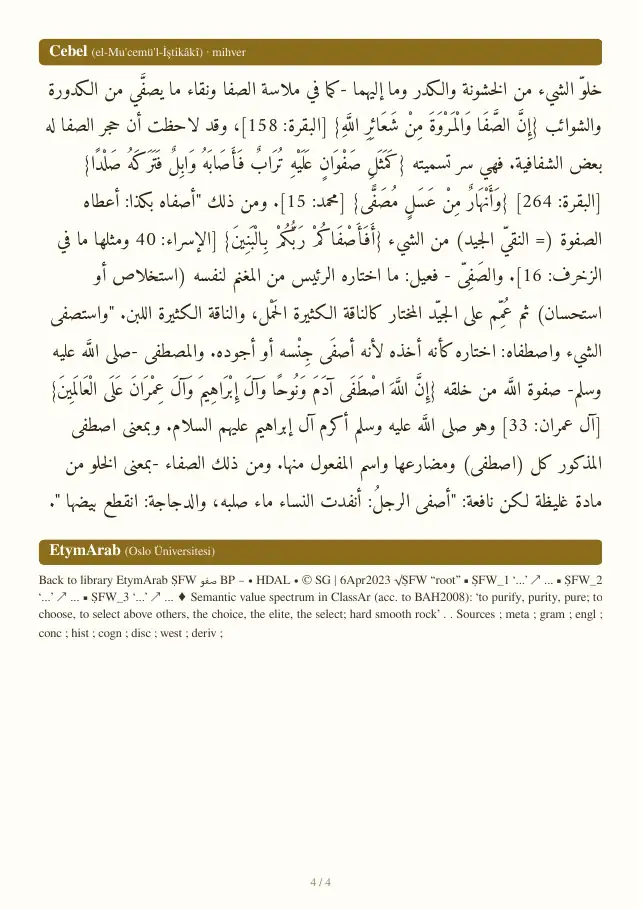 Cebel (el-Mu'cemü'l-İştikâkî) · mihver
خلوّ الشيء من الخشونة والكدر وما إليهما -كما في ملاسة الصفا ونقاء ما يصفَّي من الكدورة
والشوائب {إِنَّ الصَّفَا وَالْمَرْوَةَ مِنْ شَعَائِرِ اللَّهِ} [البقرة: 158]، وقد لاحظت أن حجر الصفا له
بعض الشفافية. فهي سر تسميته {كَمَثَلِ صَفْوَانٍ عَلَيْهِ تُرَابٌ فَأَصَابَهُ وَابِلٌ فَتَرَكَهُ صَلْدًا}
[البقرة: 264] {وَأَنْهَارٌ مِنْ عَسَلٍ مُصَفًّى} [محمد: 15]. ومن ذلك "أصفاه بكذا: أعطاه
الصفوة (= النقيّ الجيد) من الشيء {أَفَأَصْفَاكُمْ رَبُّكُمْ بِالْبَنِينَ} [الإسراء: 40 ومثلها ما في
الزخرف: 16]. والصَفِىّ - فعيل: ما اختاره الرئيس من المغنم لنفسه (استخلاص أو
استحسان) ثم عُمِّم على الجيّد المختار كالناقة الكثيرة الحَمْل، والناقة الكثيرة اللبن. "واستصفى
الشيء واصطفاه: اختاره كأنه أخذه لأنه أصفَى جِنْسه أو أجوده. والمصطفى -صلى الله عليه
وسلم- صفوة الله من خلقه {إِنَّ اللَّهَ اصْطَفَى آدَمَ وَنُوحًا وَآلَ إِبْرَاهِيمَ وَآلَ عِمْرَانَ عَلَى الْعَالَمِينَ}
[آل عمران: 33] وهو صلى الله عليه وسلم أكرم آل إبراهيم عليهم السلام. وبمعنى اصطفى
المذكور كل (اصطفى) ومضارعها واسم المفعول منها. ومن ذلك الصفاء -بمعنى الخلو من
مادة غليظة لكن نافعة: "أصفى الرجلُ: أنفدت النساء ماء صلبه، والدجاجة: انقطع بيضها ".
EtymArab (Oslo Üniversitesi)
Back to library EtymArab ṢFW صفو BP – • HDAL • © SG | 6Apr2023 √ṢFW “root” ▪ ṢFW_1 ‘...’ ↗ ... ▪ ṢFW_2
‘...’ ↗ ... ▪ ṢFW_3 ‘...’ ↗ ... ♦ Semantic value spectrum in ClassAr (acc. to BAH2008): ‘to purify, purity, pure; to
choose, to select above others, the choice, the elite, the select; hard smooth rock’ . . Sources ; meta ; gram ; engl ;
conc ; hist ; cogn ; disc ; west ; deriv ;
4 / 4